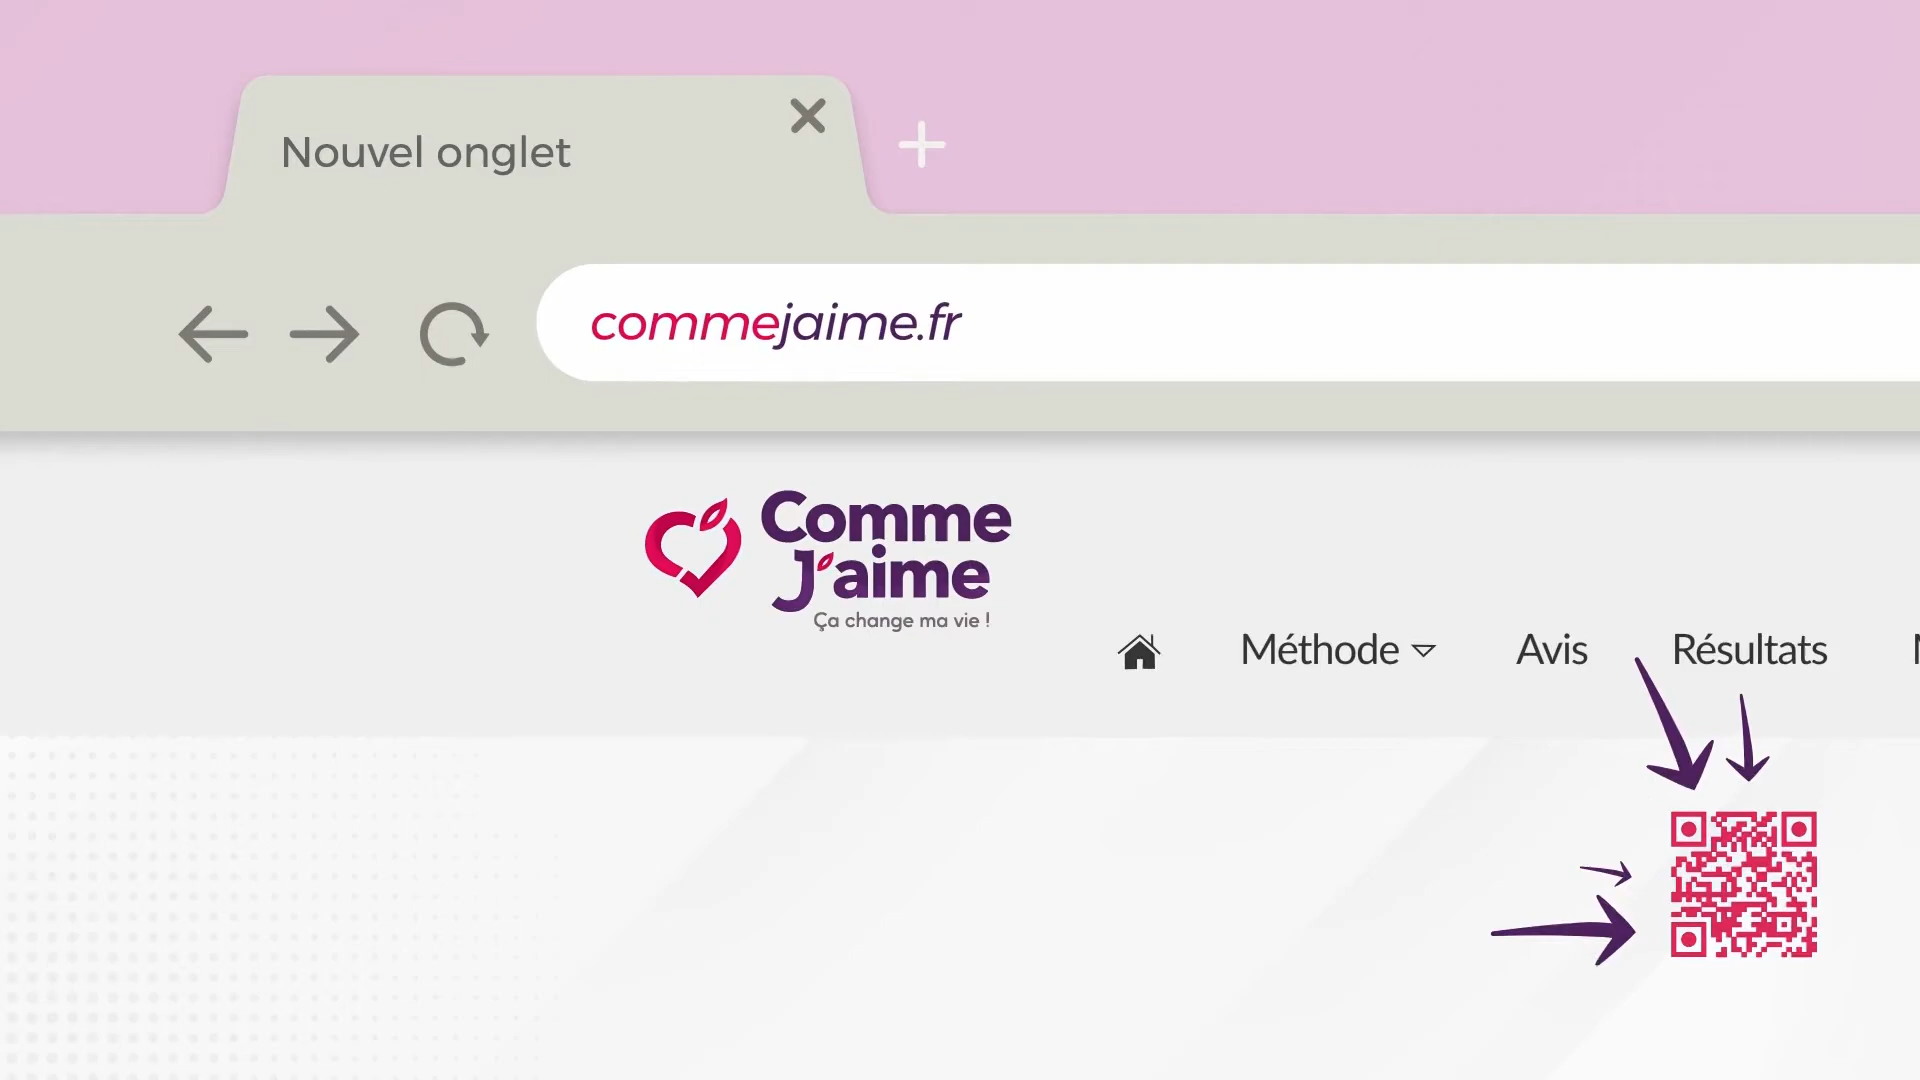 Nouvel onglet
commejaime.fr
Comme
J'aime
Ça change ma vie !
Méthode Avis Résultats